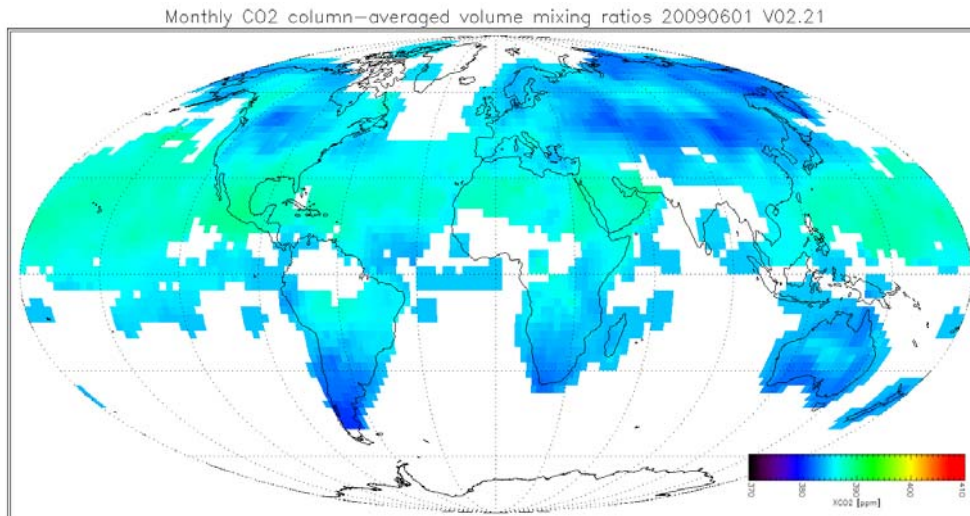 Monthly CO2 column-averaged volume mixing ratios 20090601 V02.21
370 380 390 400 410
XCO2 [ppm]